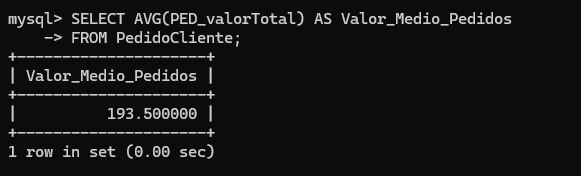 mysql> SELECT AVG(PED_valorTotal) AS Valor_Medio_Pedidos
    -> FROM PedidoCliente;
+---------------------+
| Valor_Medio_Pedidos |
+---------------------+
|          193.500000 |
+---------------------+
1 row in set (0.00 sec)